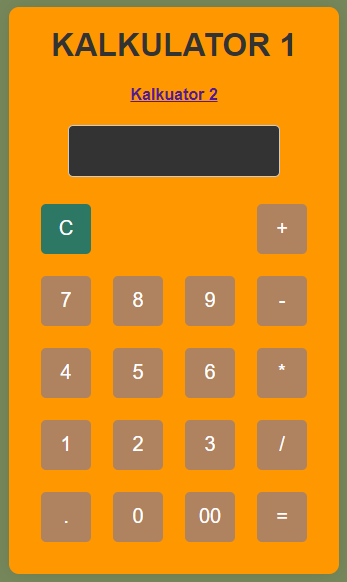 KALKULATOR 1
Kalkuator 2
C +
7 8 9 -
4 5 6 *
1 2 3 /
. 0 00 =